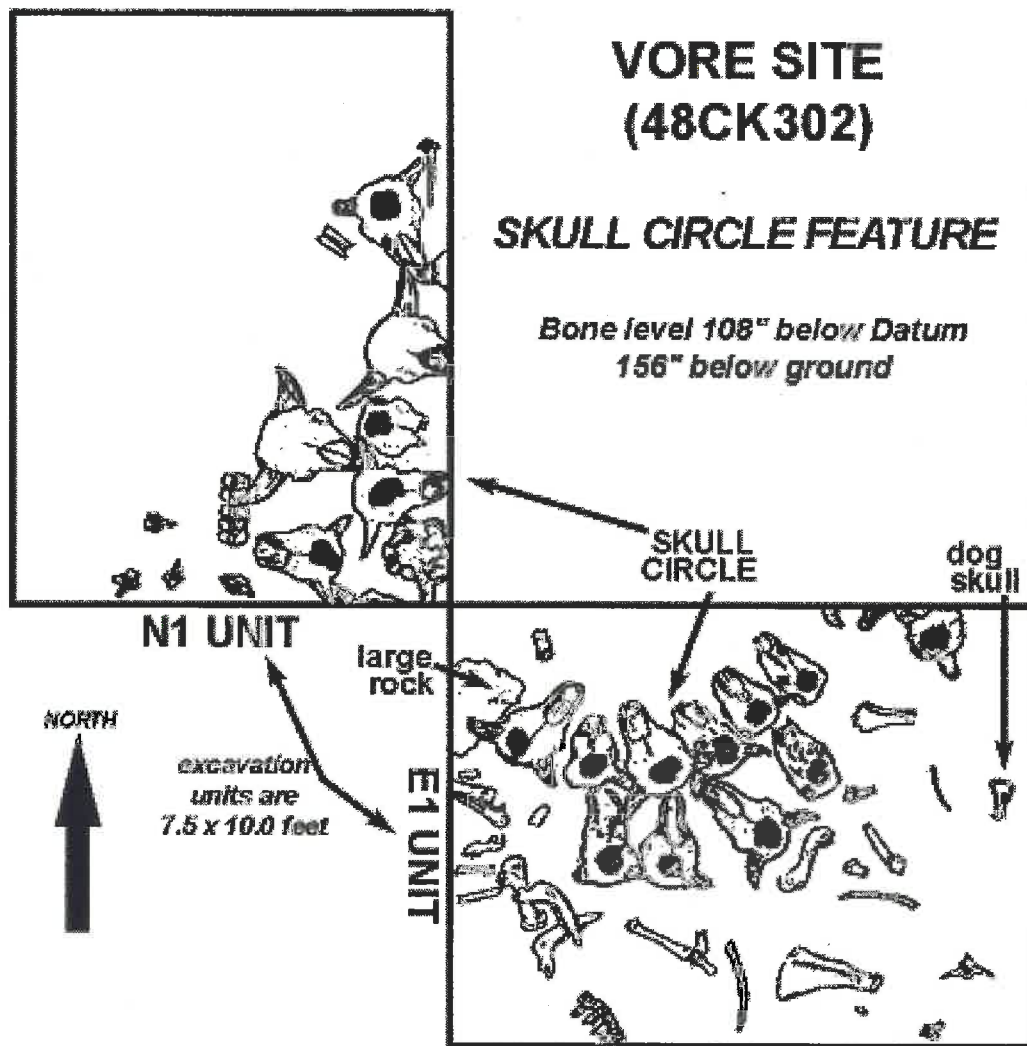 VORE SITE
(48CK302)
SKULL CIRCLE FEATURE
Bone level 108" below Datum
156" below ground
SKULL
CIRCLE
dog
skull
N1 UNIT
large
rock
NORTH
excavation
units are
7.5 x 10.0 feet
E1 UNIT